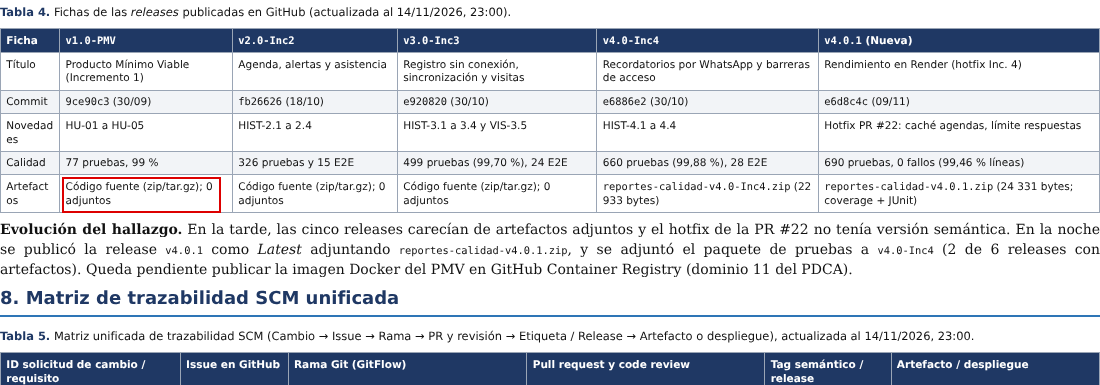 Tabla 4. Fichas de las releases publicadas en GitHub (actualizada al 14/11/2026, 23:00).
Ficha v1.0-PMV v2.0-Inc2 v3.0-Inc3 v4.0-Inc4 v4.0.1 (Nueva)
Título Producto Mínimo Viable (Incremento 1) Agenda, alertas y asistencia Registro sin conexión, sincronización y visitas Recordatorios por WhatsApp y barreras de acceso Rendimiento en Render (hotfix Inc. 4)
Commit 9ce90c3 (30/09) fb26626 (18/10) e920820 (30/10) e6886e2 (30/10) e6d8c4c (09/11)
Novedad es HU-01 a HU-05 HIST-2.1 a 2.4 HIST-3.1 a 3.4 y VIS-3.5 HIST-4.1 a 4.4 Hotfix PR #22: caché agendas, límite respuestas
Calidad 77 pruebas, 99 % 326 pruebas y 15 E2E 499 pruebas (99,70 %), 24 E2E 660 pruebas (99,88 %), 28 E2E 690 pruebas, 0 fallos (99,46 % líneas)
Artefact os Código fuente (zip/tar.gz); 0 adjuntos Código fuente (zip/tar.gz); 0 adjuntos Código fuente (zip/tar.gz); 0 adjuntos reportes-calidad-v4.0-Inc4.zip (22 933 bytes) reportes-calidad-v4.0.1.zip (24 331 bytes; coverage + JUnit)
Evolución del hallazgo. En la tarde, las cinco releases carecían de artefactos adjuntos y el hotfix de la PR #22 no tenía versión semántica. En la noche
se publicó la release v4.0.1 como Latest adjuntando reportes-calidad-v4.0.1.zip, y se adjuntó el paquete de pruebas a v4.0-Inc4 (2 de 6 releases con
artefactos). Queda pendiente publicar la imagen Docker del PMV en GitHub Container Registry (dominio 11 del PDCA).
8. Matriz de trazabilidad SCM unificada
Tabla 5. Matriz unificada de trazabilidad SCM (Cambio → Issue → Rama → PR y revisión → Etiqueta / Release → Artefacto o despliegue), actualizada al 14/11/2026, 23:00.
ID solicitud de cambio / requisito Issue en GitHub Rama Git (GitFlow) Pull request y code review Tag semántico / release Artefacto / despliegue